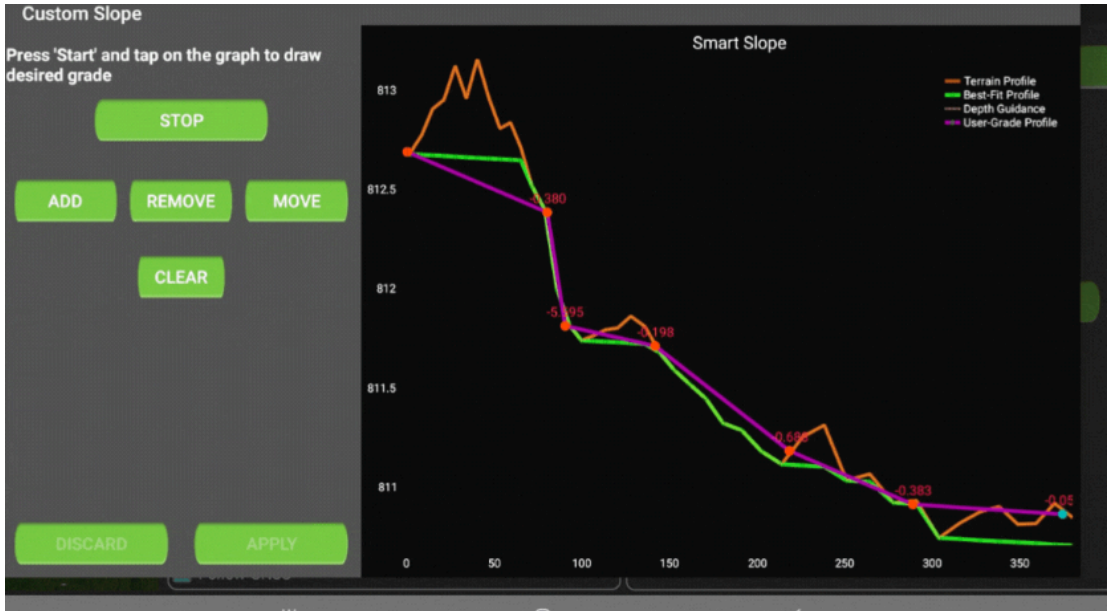 Custom Slope
Press 'Start' and tap on the graph to draw
desired grade
STOP
ADD
REMOVE
MOVE
CLEAR
DISCARD
APPLY
Smart Slope
Terrain Profile
Best-Fit Profile
Depth Guidance
User-Grade Profile
813
812.5
812
811.5
811
-0.198
-0.383
0
50
100
150
200
250
300
350